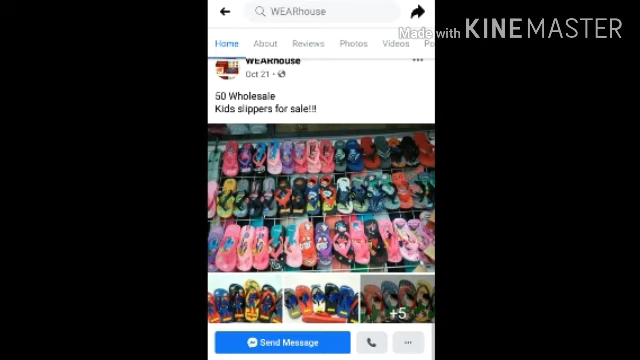 WEARhouse
Made with KINEMASTER
Home About Reviews Photos Videos Po
WEARhouse
Oct 21
50 Wholesale
Kids slippers for sale!!!
+5
Send Message